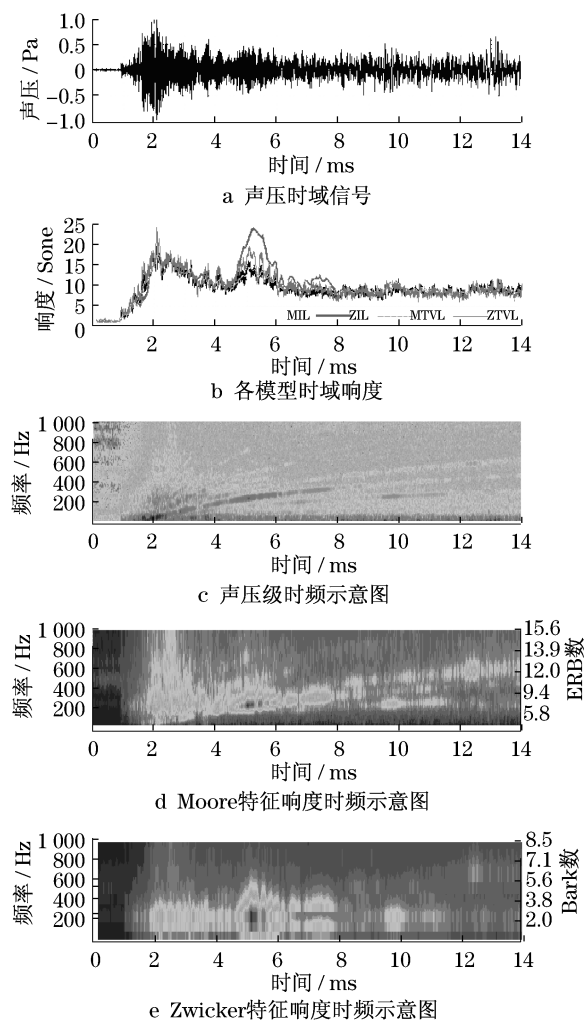 声压 / Pa
1.0
0.5
0
−0.5
−1.0
0 2 4 6 8 10 12 14
时间 / ms
a 声压时域信号
响度 / Sone
25
20
15
10
5
0
MIL ZIL MTVL ZTVL
2 4 6 8 10 12 14
时间 / ms
b 各模型时域响度
频率 / Hz
1 000
800
600
400
200
0 2 4 6 8 10 12 14
时间 / ms
c 声压级时频示意图
频率 / Hz
1 000
800
600
400
200
15.6
13.9
12.0
9.4
5.8
ERB数
0 2 4 6 8 10 12 14
时间 / ms
d Moore特征响度时频示意图
频率 / Hz
1 000
800
600
400
200
8.5
7.1
5.6
3.8
2.0
Bark数
0 2 4 6 8 10 12 14
时间 / ms
e Zwicker特征响度时频示意图